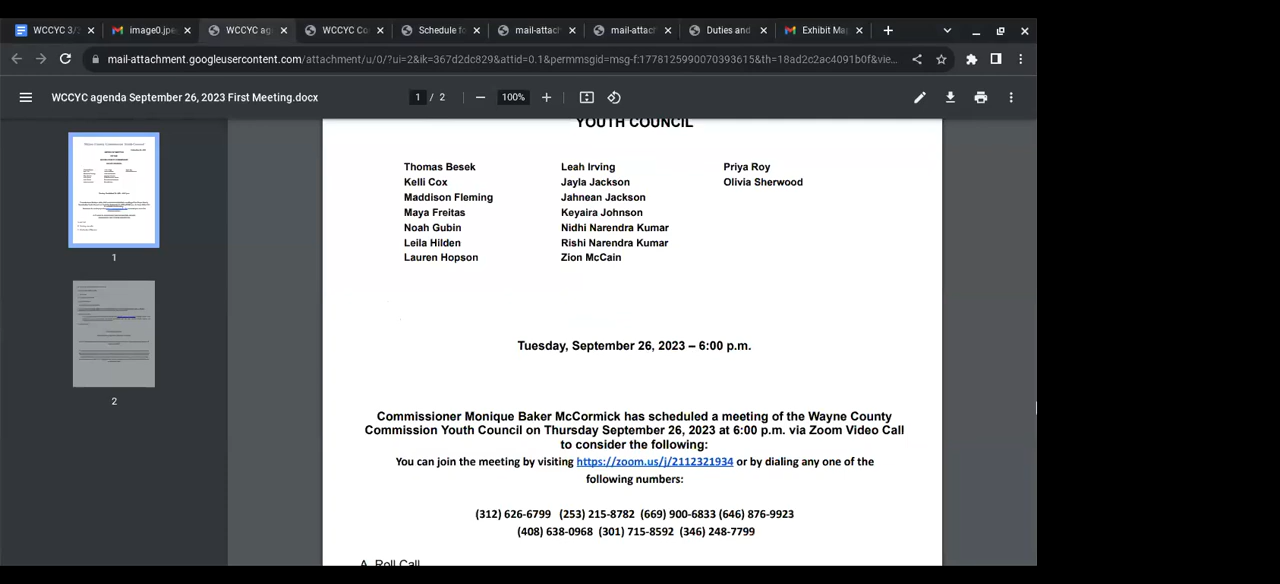 WCCYC 3/2
image0.jpe
WCCYC ag
WCCYC Co
Schedule fo
mail-attach
mail-attach
Duties and
Exhibit Ma
mail-attachment.googleusercontent.com/attachment/u/0/?ui=2&ik=367d2dc829&attid=0.1&permmsgid=msg-f:1778125990070393615&th=18ad2c2ac4091b0f&vie...
WCCYC agenda September 26, 2023 First Meeting.docx
1 / 2
100%
YOUTH COUNCIL
Thomas Besek Leah Irving Priya Roy
Kelli Cox Jayla Jackson Olivia Sherwood
Maddison Fleming Jahnean Jackson
Maya Freitas Keyaira Johnson
Noah Gubin Nidhi Narendra Kumar
Leila Hilden Rishi Narendra Kumar
Lauren Hopson Zion McCain
Tuesday, September 26, 2023 – 6:00 p.m.
Commissioner Monique Baker McCormick has scheduled a meeting of the Wayne County
Commission Youth Council on Thursday September 26, 2023 at 6:00 p.m. via Zoom Video Call
to consider the following:
You can join the meeting by visiting https://zoom.us/j/2112321934 or by dialing any one of the
following numbers:
(312) 626-6799 (253) 215-8782 (669) 900-6833 (646) 876-9923
(408) 638-0968 (301) 715-8592 (346) 248-7799
A. Roll Call
1
2